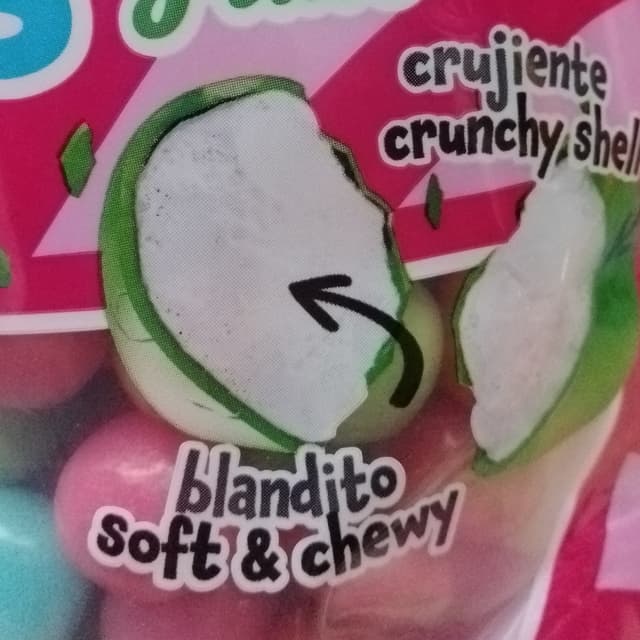 crujiente
crunchy shell
blandito
soft & chewy